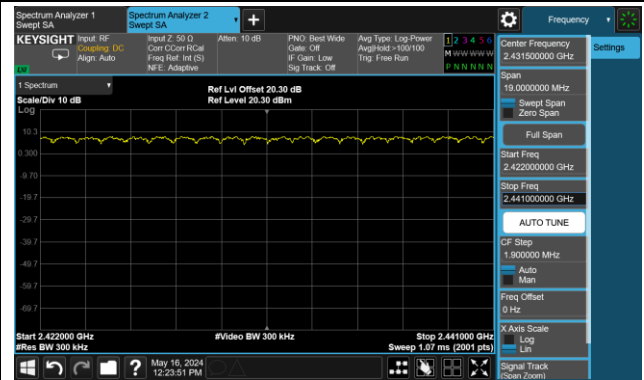 Spectrum Analyzer 1
Swept SA
Spectrum Analyzer 2
Swept SA
Frequency
KEYSIGHT
Input: RF
Coupling: DC
Align: Auto
Input Z: 50 Ω
Corr CCorr RCal
Freq Ref: Int (S)
NFE: Adaptive
Atten: 10 dB
PNO: Best Wide
Gate: Off
IF Gain: Low
Sig Track: Off
Avg Type: Log-Power
Avg|Hold:>100/100
Trig: Free Run
1 2 3 4 5 6
M W W W W W
P N N N N N
1 Spectrum
Scale/Div 10 dB
Log
Ref Lvl Offset 20.30 dB
Ref Level 20.30 dBm
10.3
0.300
-9.70
-19.7
-29.7
-39.7
-49.7
-59.7
-69.7
Start 2.422000 GHz
#Res BW 300 kHz
#Video BW 300 kHz
Stop 2.441000 GHz
Sweep 1.07 ms (2001 pts)
May 16, 2024
12:23:51 PM
Center Frequency
2.431500000 GHz
Settings
Span
19.0000000 MHz
Swept Span
Zero Span
Full Span
Start Freq
2.422000000 GHz
Stop Freq
2.441000000 GHz
AUTO TUNE
CF Step
1.900000 MHz
Auto
Man
Freq Offset
0 Hz
X Axis Scale
Log
Lin
Signal Track
(Span Zoom)